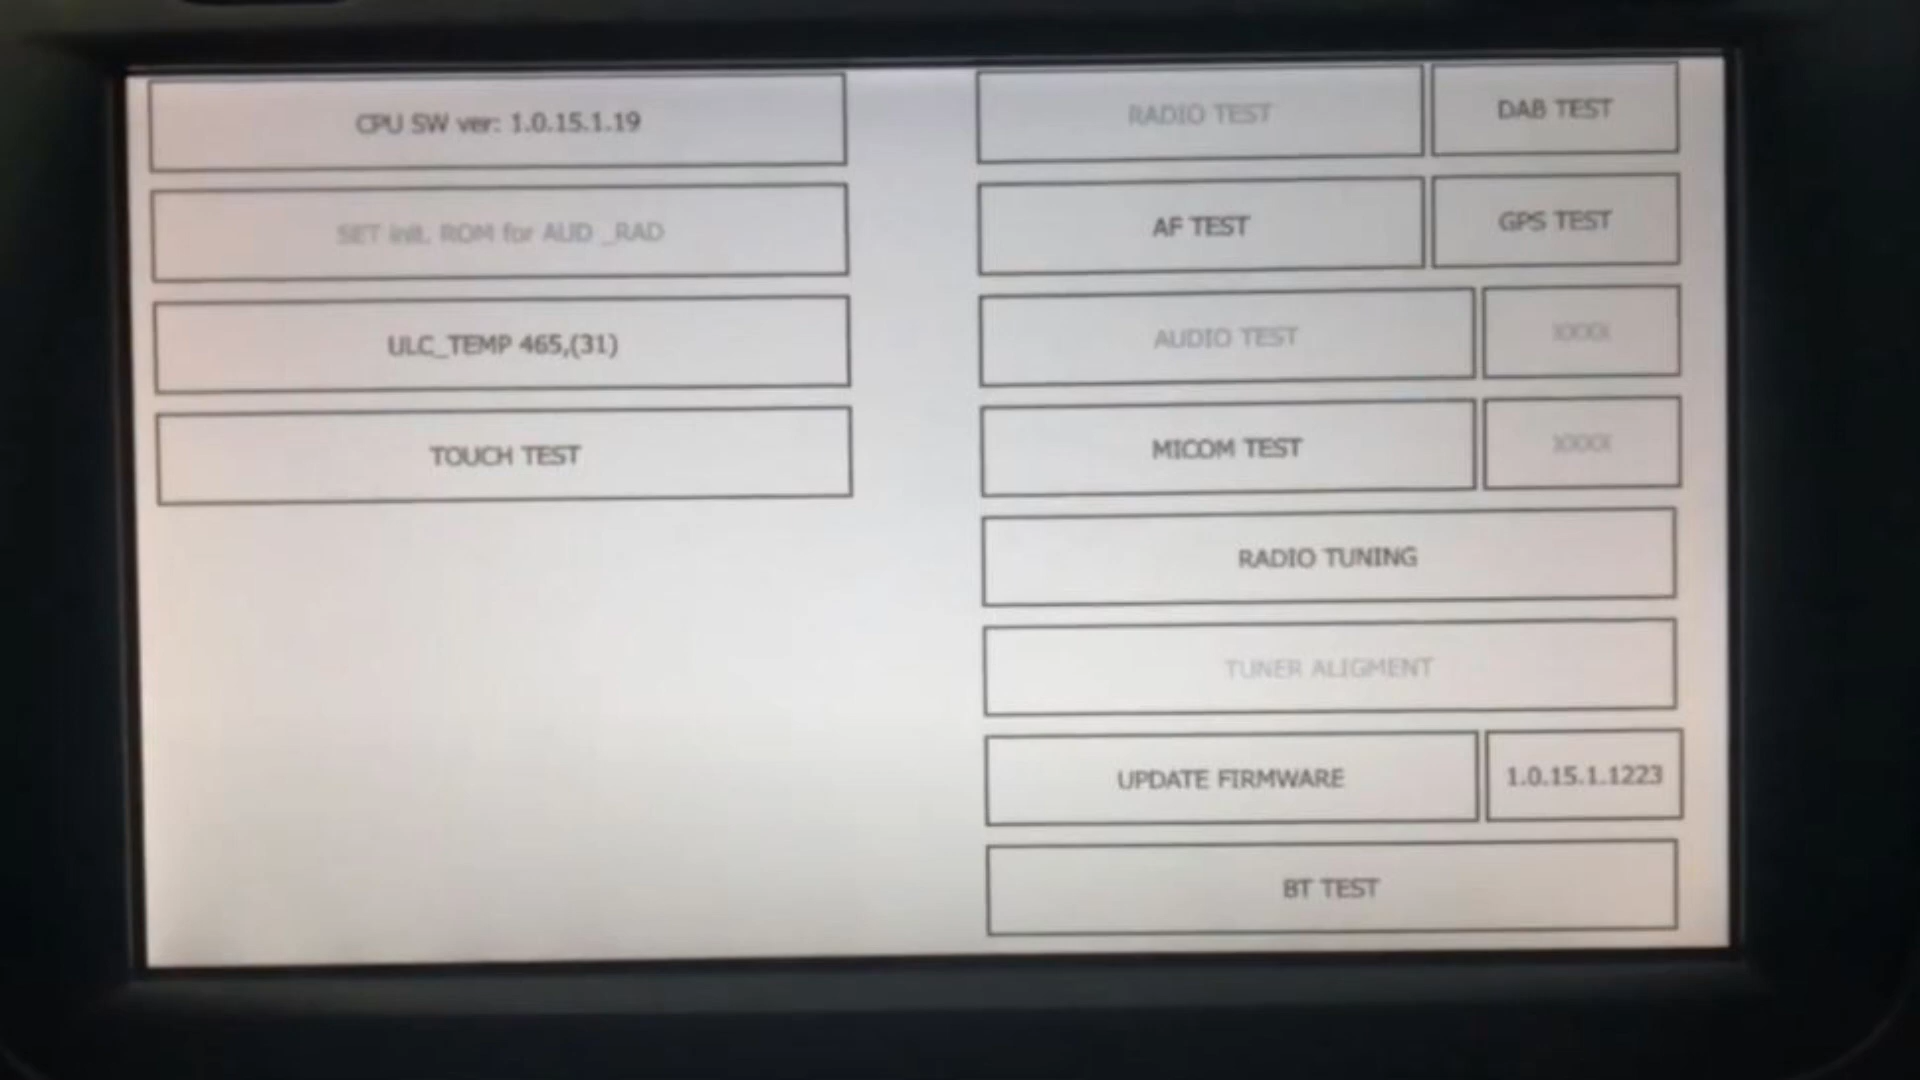 CPU SW ver: 1.0.15.1.19
SET init. ROM for AUD _RAD
ULC_TEMP 465,(31)
TOUCH TEST
RADIO TEST
DAB TEST
AF TEST
GPS TEST
AUDIO TEST
XXXX
MICOM TEST
XXXX
RADIO TUNING
TUNER ALIGMENT
UPDATE FIRMWARE
1.0.15.1.1223
BT TEST